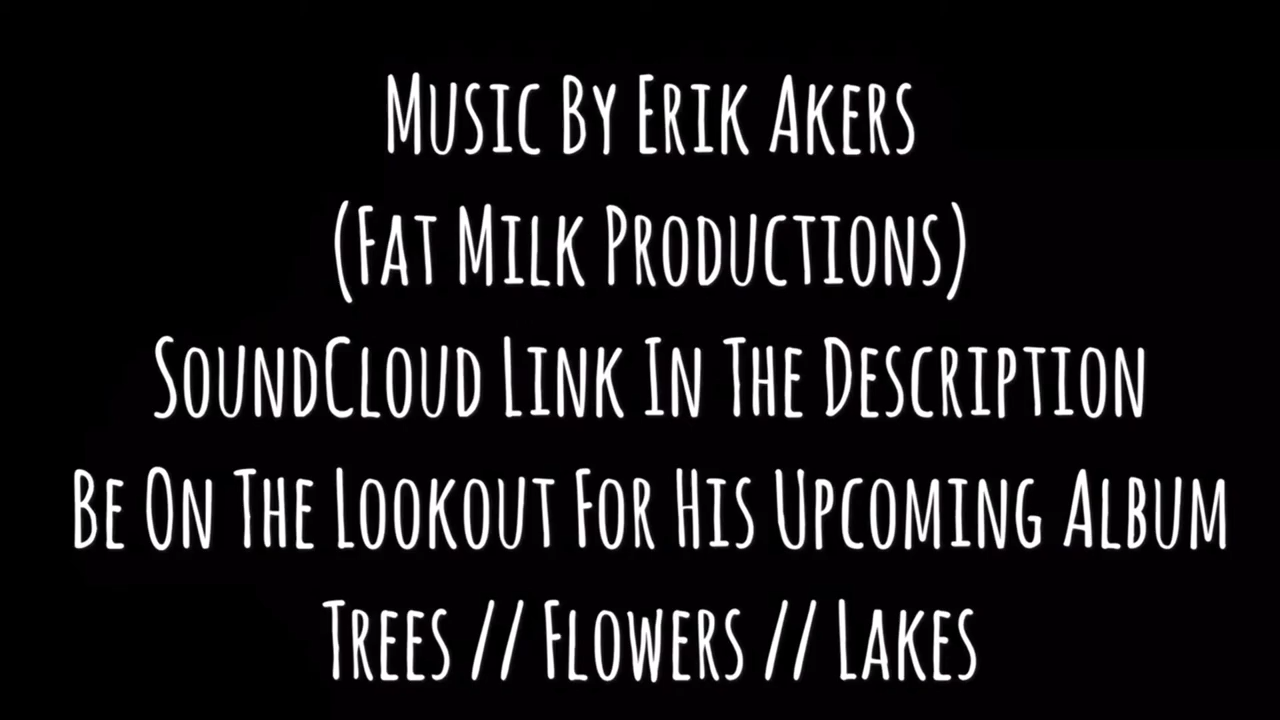 Music By Erik Akers
(Fat Milk Productions)
SoundCloud Link In The Description
Be On The Lookout For His Upcoming Album
Trees // Flowers // Lakes